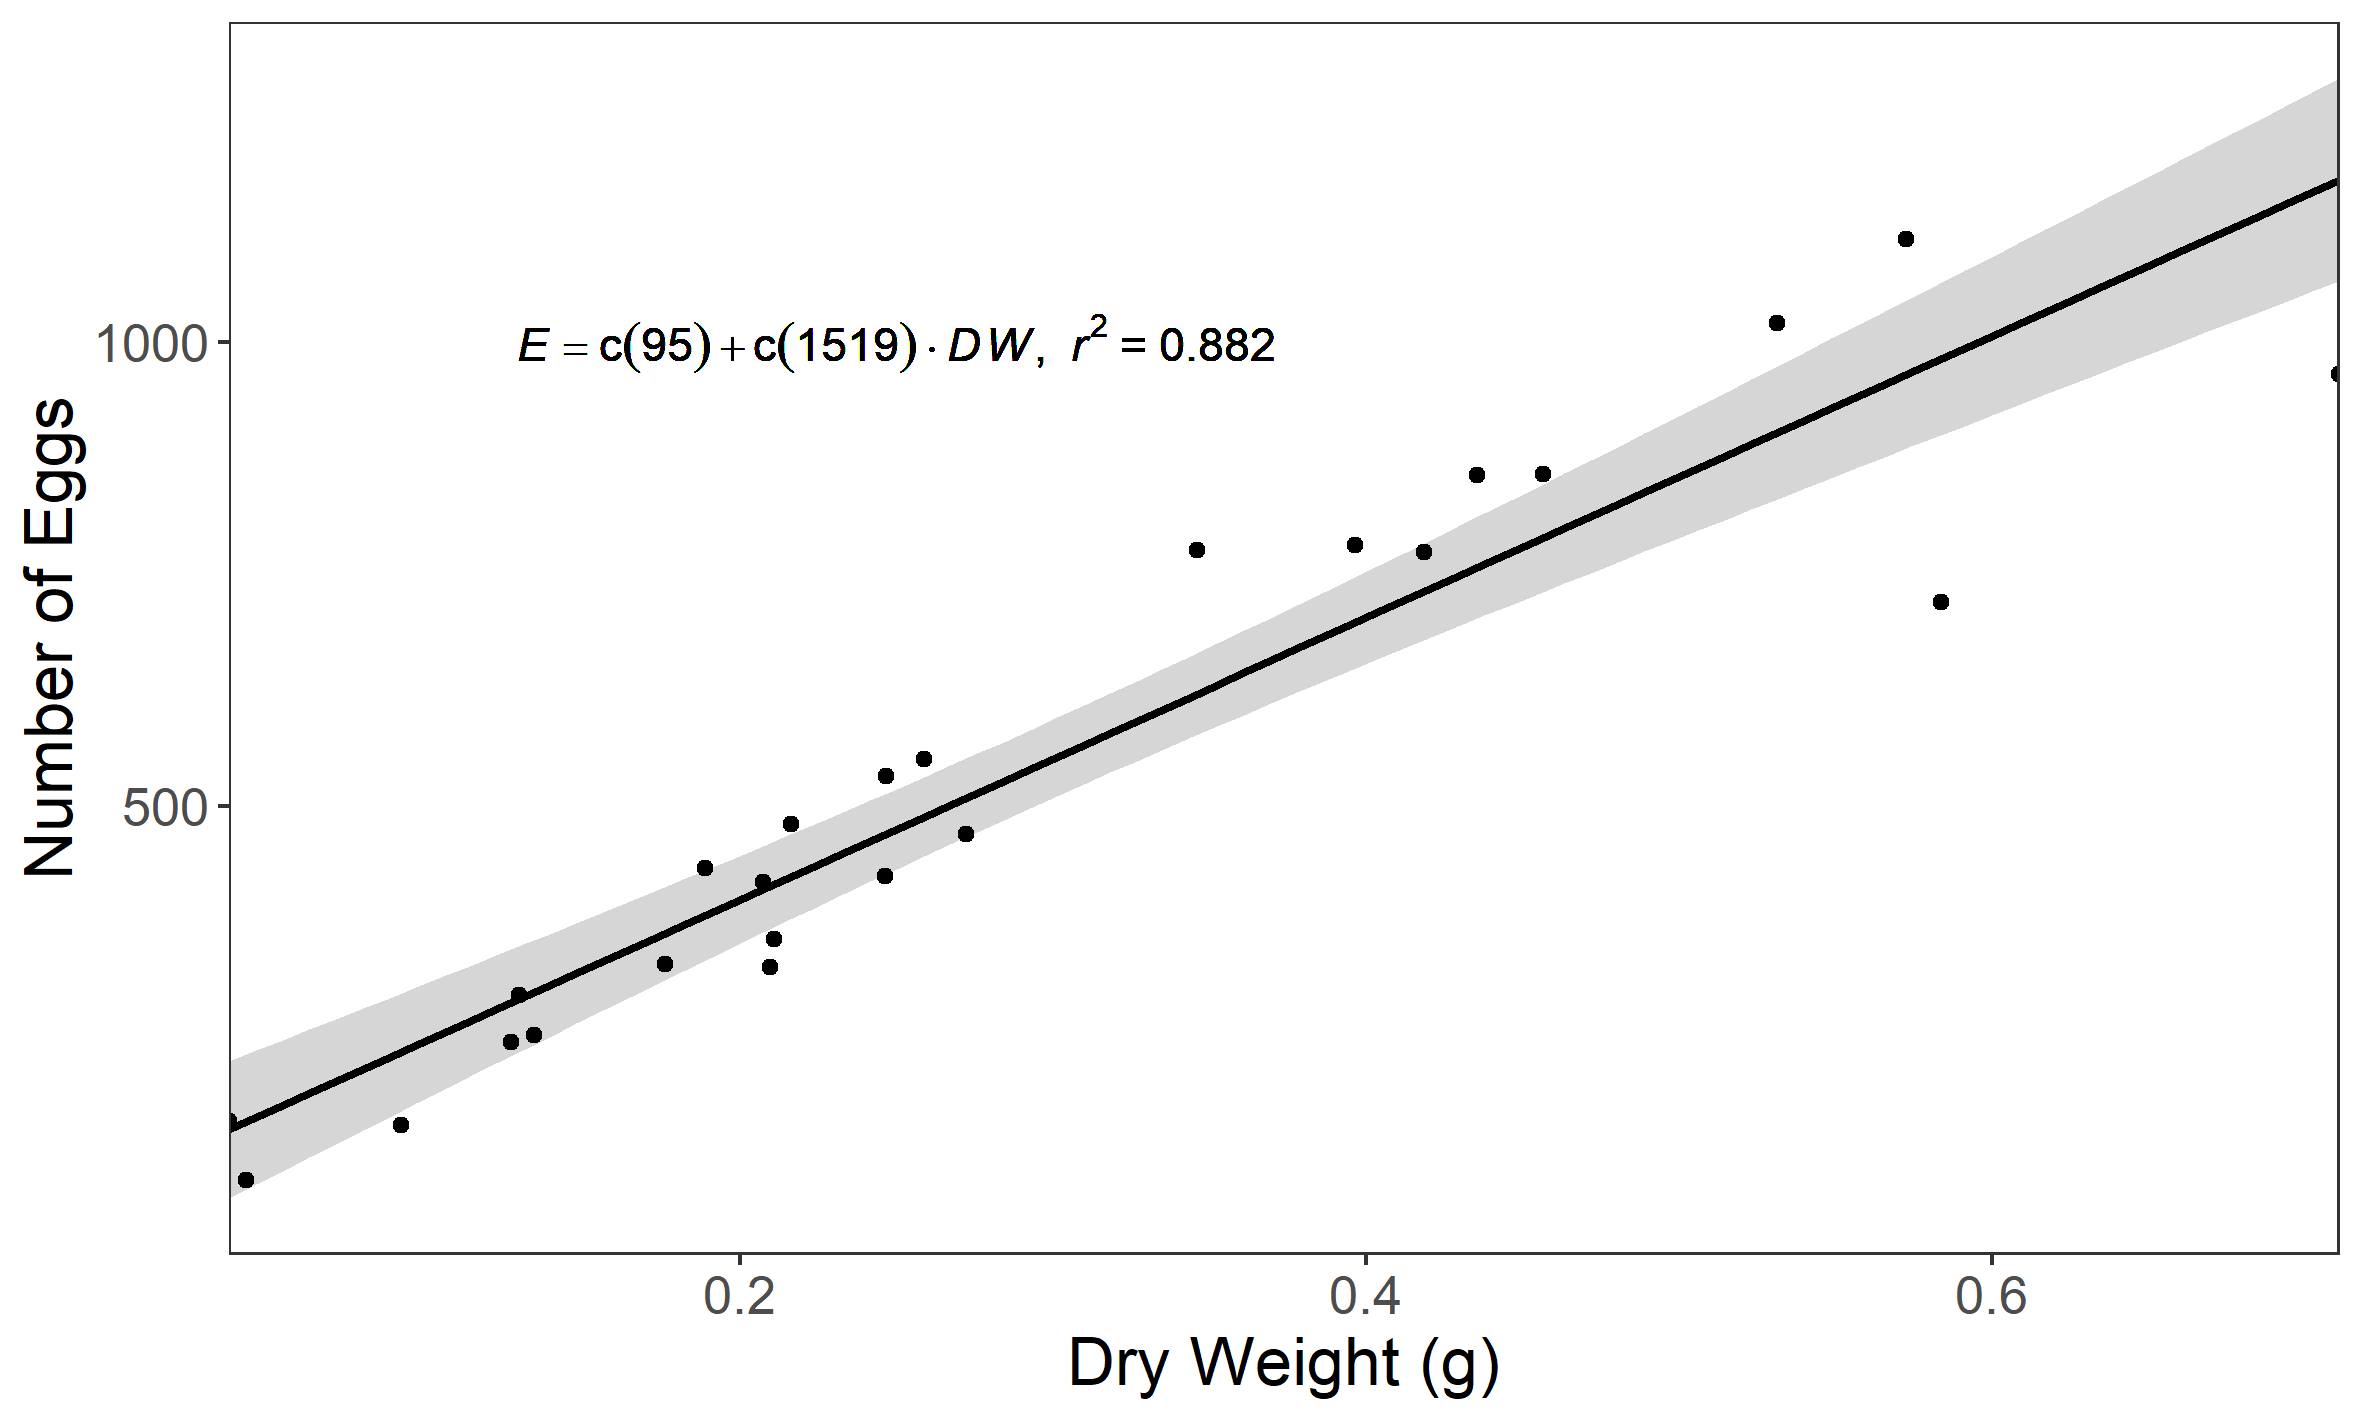 E = c(95) + c(1519) · DW, r² = 0.882
1000
500
Number of Eggs
0.2 0.4 0.6
Dry Weight (g)